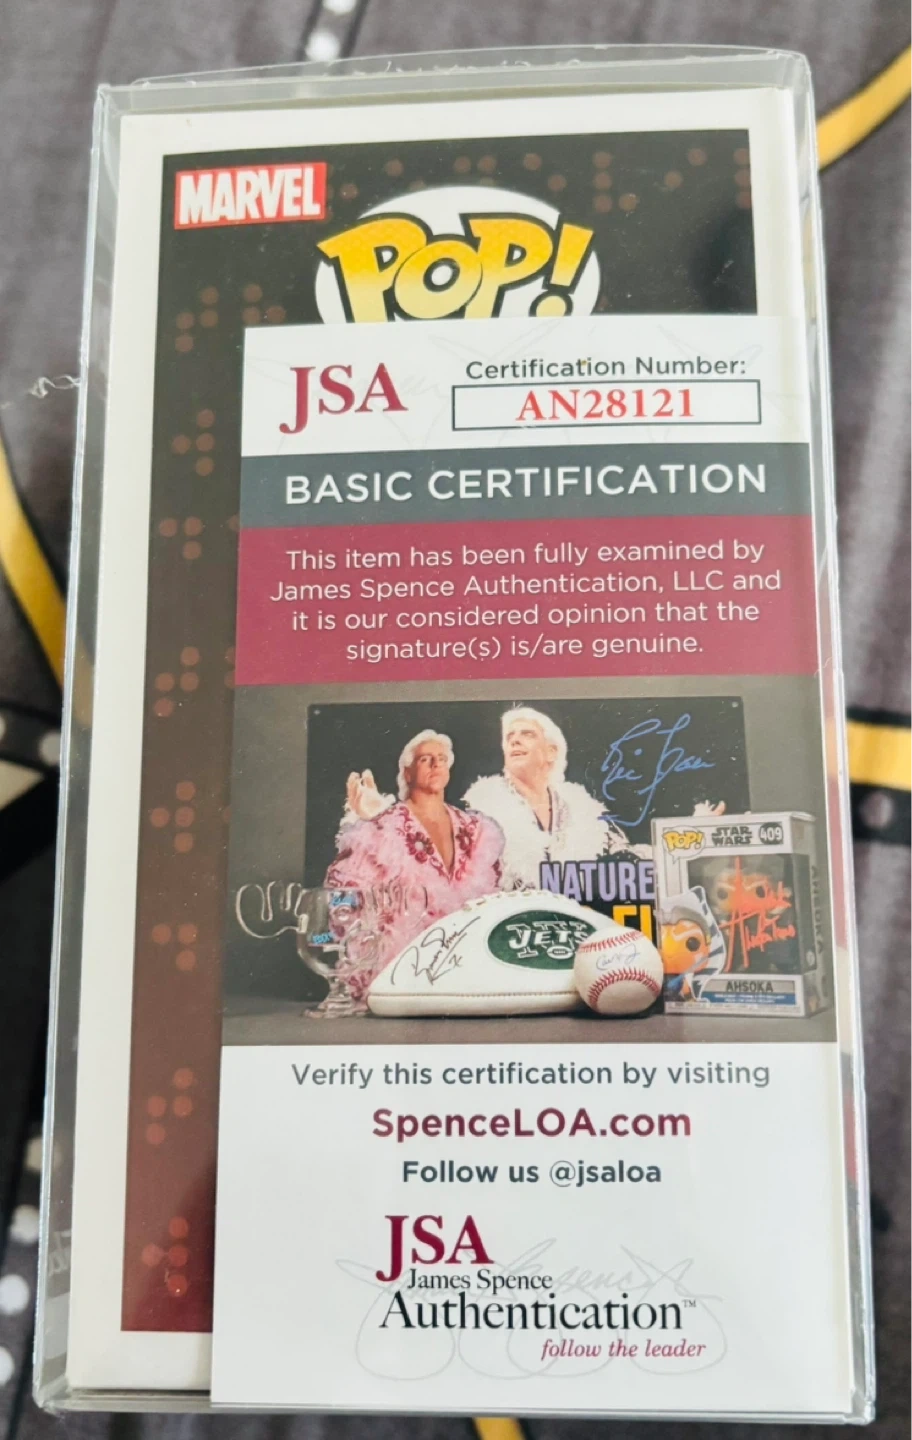 MARVEL
POP!
JSA
Certification Number:
AN28121
BASIC CERTIFICATION
This item has been fully examined by
James Spence Authentication, LLC and
it is our considered opinion that the
signature(s) is/are genuine.
NATURE
JETS
POP! STAR WARS 409
AHSOKA
Verify this certification by visiting
SpenceLOA.com
Follow us @jsaloa
JSA
James Spence
Authentication™
follow the leader